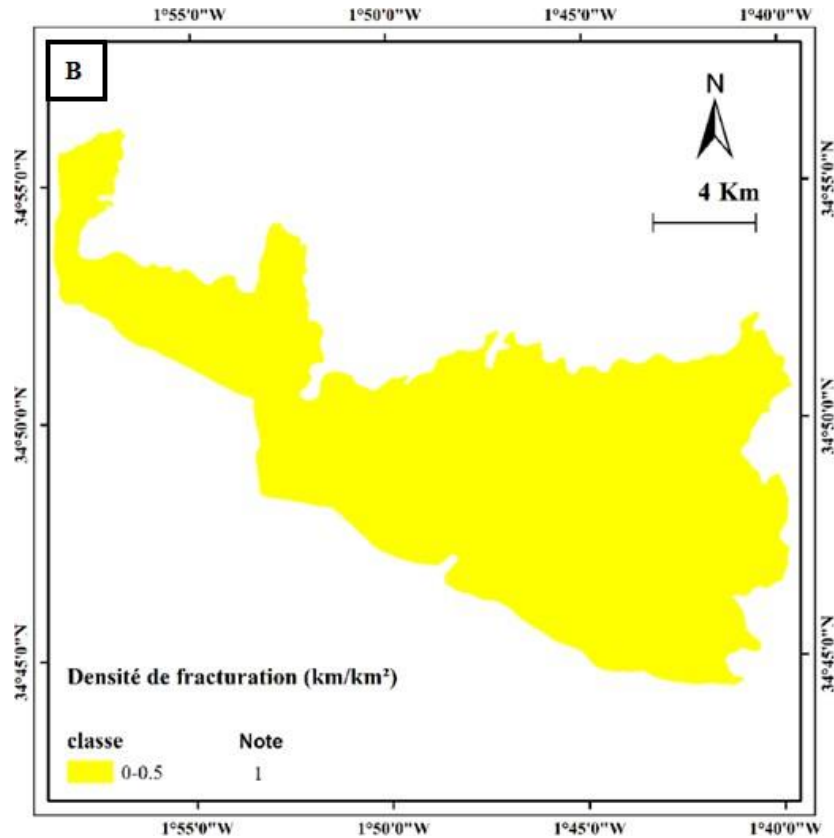 1°55'0"W 1°50'0"W 1°45'0"W 1°40'0"W
B
N
4 Km
34°55'0"N 34°55'0"N
34°50'0"N 34°50'0"N
34°45'0"N 34°45'0"N
Densité de fracturation (km/km²)
classe Note
0-0.5 1
1°55'0"W 1°50'0"W 1°45'0"W 1°40'0"W